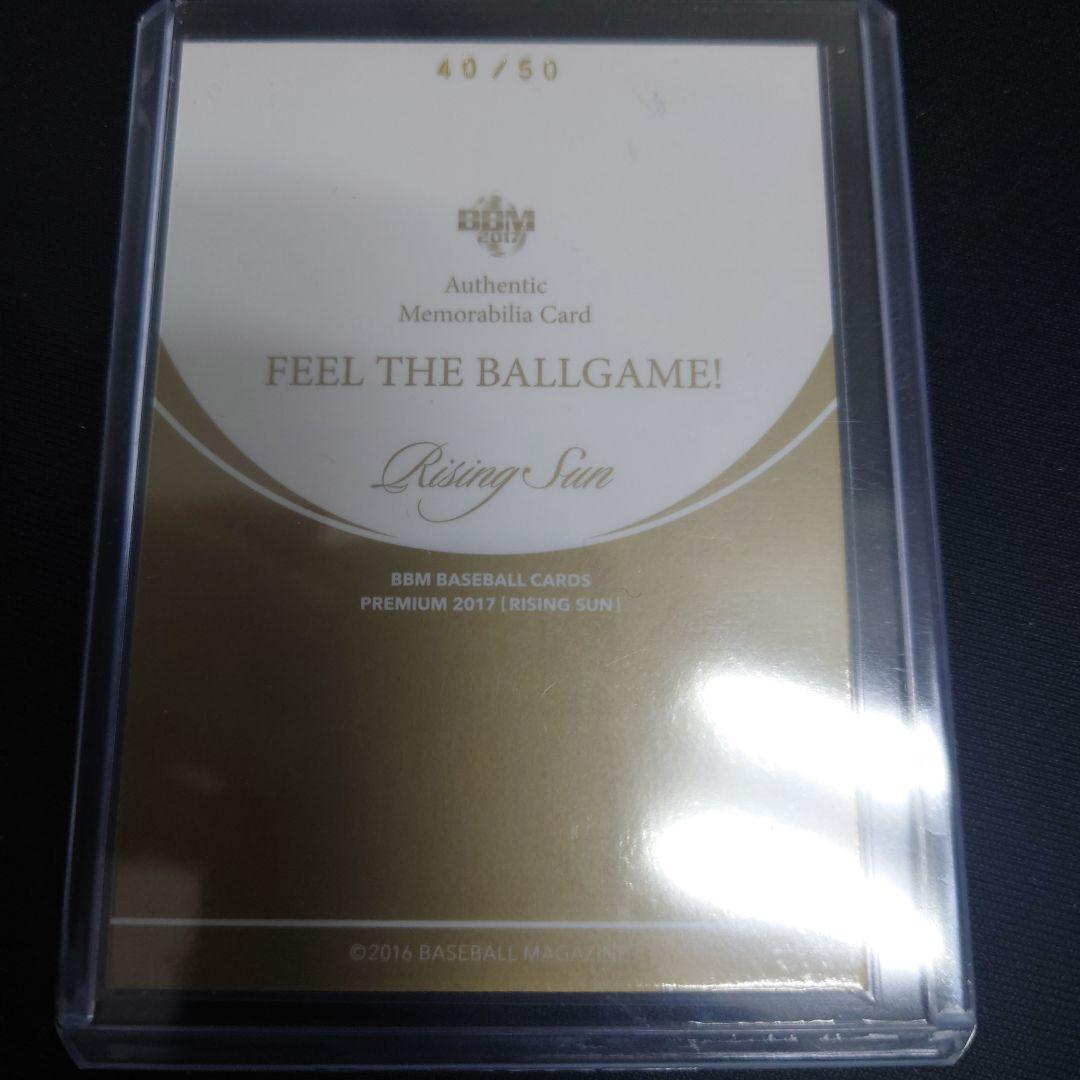 40/50
BBM
2017
Authentic
Memorabilia Card
FEEL THE BALLGAME!
Rising Sun
BBM BASEBALL CARDS
PREMIUM 2017 [RISING SUN]
©2016 BASEBALL MAGAZINE